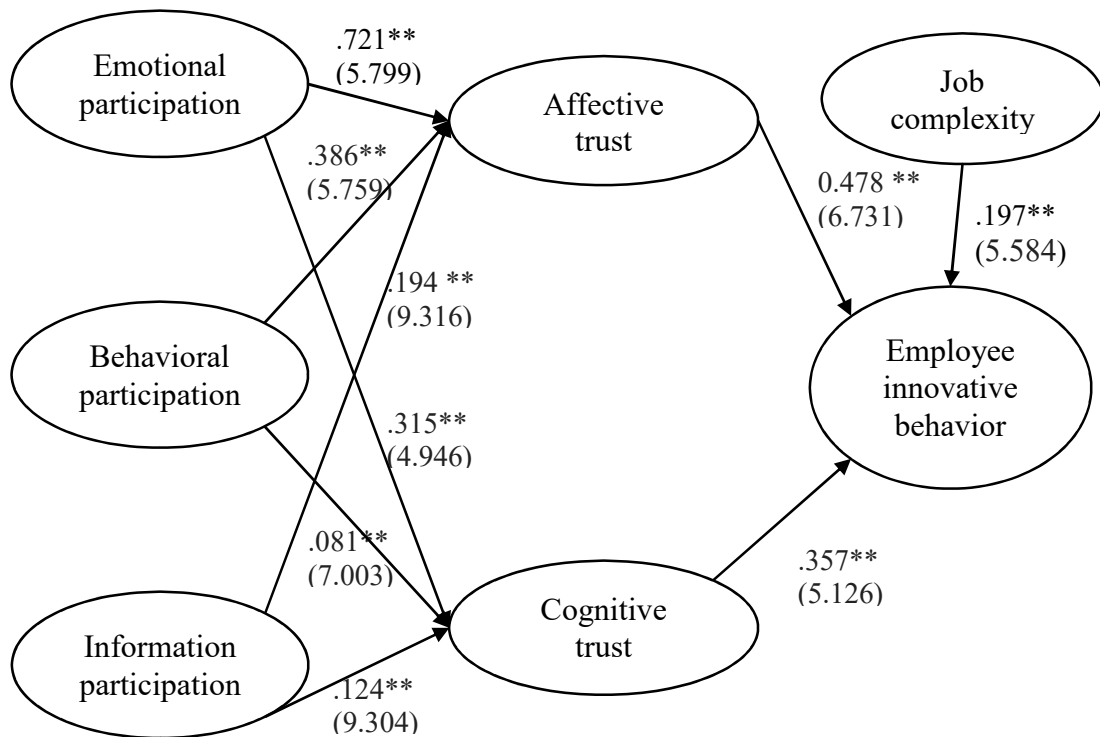 Emotional
participation
.721**
(5.799)
Affective
trust
Job
complexity
.386**
(5.759)
0.478 **
(6.731)
.197**
(5.584)
.194 **
(9.316)
Behavioral
participation
Employee
innovative
behavior
.315**
(4.946)
.081**
(7.003)
.357**
(5.126)
Cognitive
trust
Information
participation
.124**
(9.304)